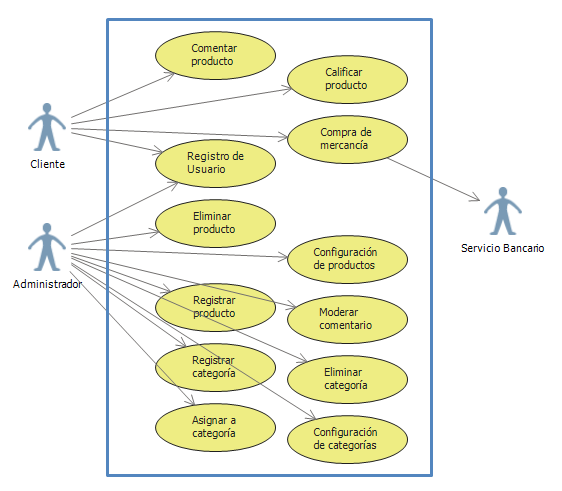 Comentar
producto
Calificar
producto
Compra de
mercancía
Cliente
Registro de
Usuario
Eliminar
producto
Servicio Bancario
Configuración
de productos
Administrador
Registrar
producto
Moderar
comentario
Registrar
categoría
Eliminar
categoría
Asignar a
categoría
Configuración
de categorías